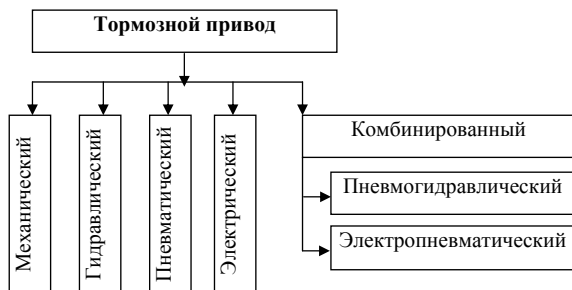 Тормозной привод
Механический
Гидравлический
Пневматический
Электрический
Комбинированный
Пневмогидравлический
Электропневматический